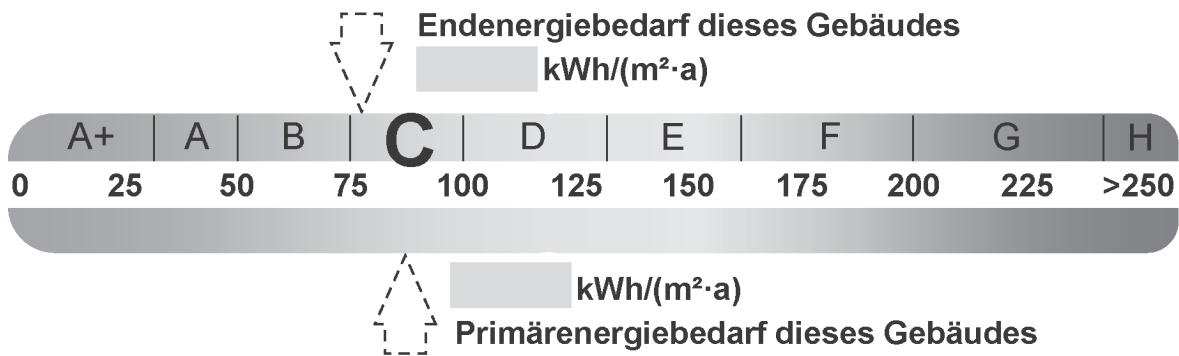 Endenergiebedarf dieses Gebäudes
kWh/(m²·a)
A+ A B C D E F G H
0 25 50 75 100 125 150 175 200 225 >250
kWh/(m²·a)
Primärenergiebedarf dieses Gebäudes